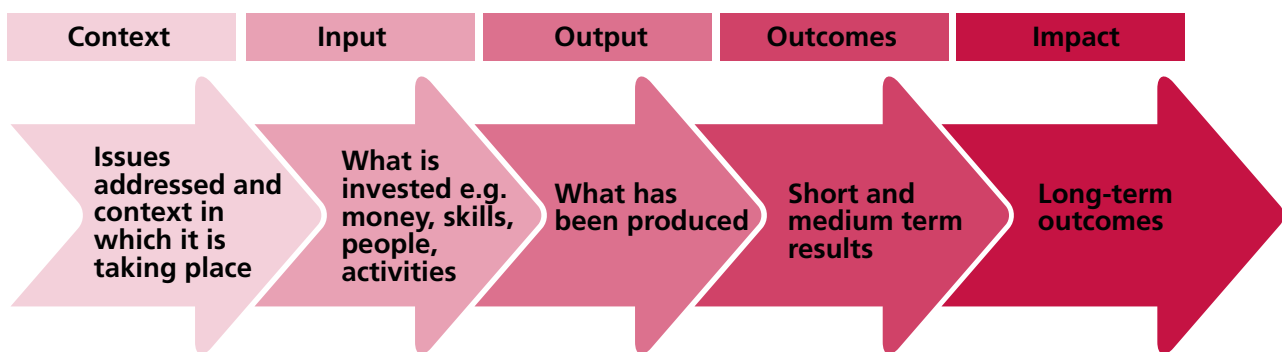 Context
Input
Output
Outcomes
Impact
Issues
addressed and
context in
which it is
taking place
What is
invested e.g.
money, skills,
people,
activities
What has
been produced
Short and
medium term
results
Long-term
outcomes